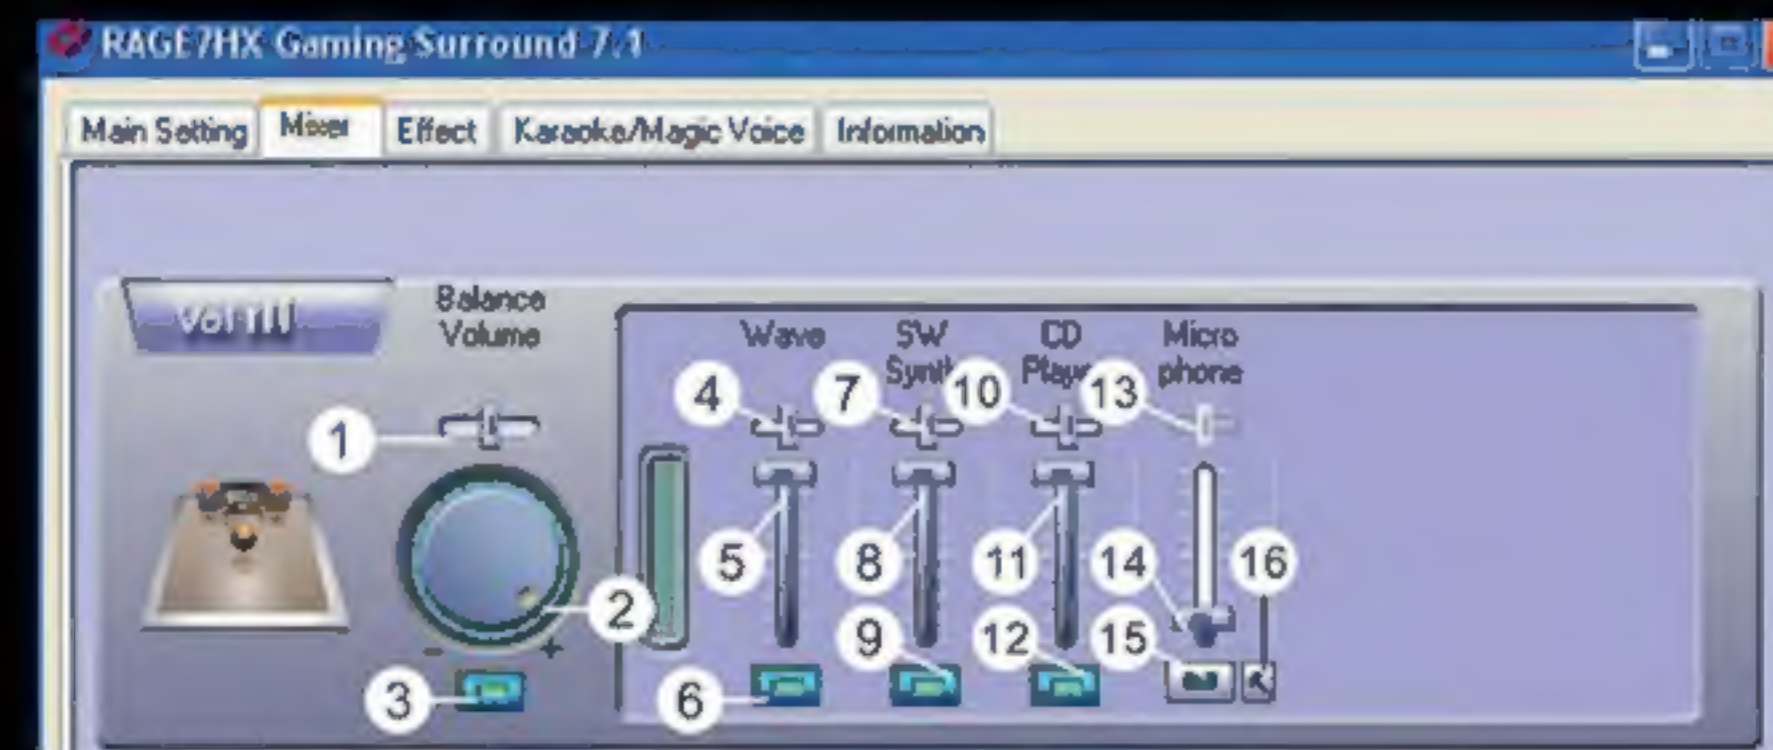 RAGE7HX Gaming Surround 7.1
Main Setting Mixer Effect Karaoke/Magic Voice Information
Balance
Volume
Wave
SW
CD
Micro
phone
4
7
10
13
1
5
8
11
14
16
2
9
12
15
3
6
- +